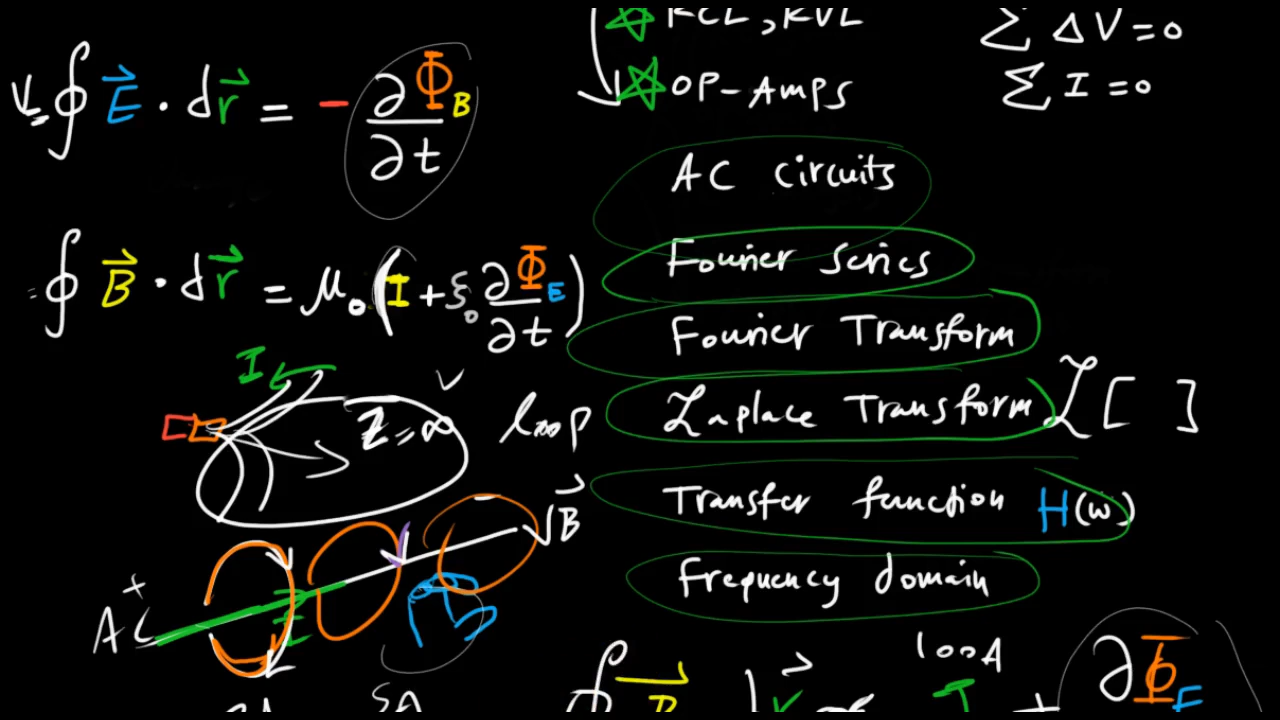 ∮ E⃗ · dr⃗ = - ∂Φ_B/∂t
∮ B⃗ · dr⃗ = μ₀(I + ξ₀ ∂Φ_E/∂t)
I
Z = ∞
loop
B⃗
AC
+
E
KCL, KVL
OP-Amps
Σ ΔV = 0
Σ I = 0
AC circuits
Fourier Series
Fourier Transform
Laplace Transform ℒ[ ]
Transfer function H(ω)
Frequency domain
100A
∂Φ_E